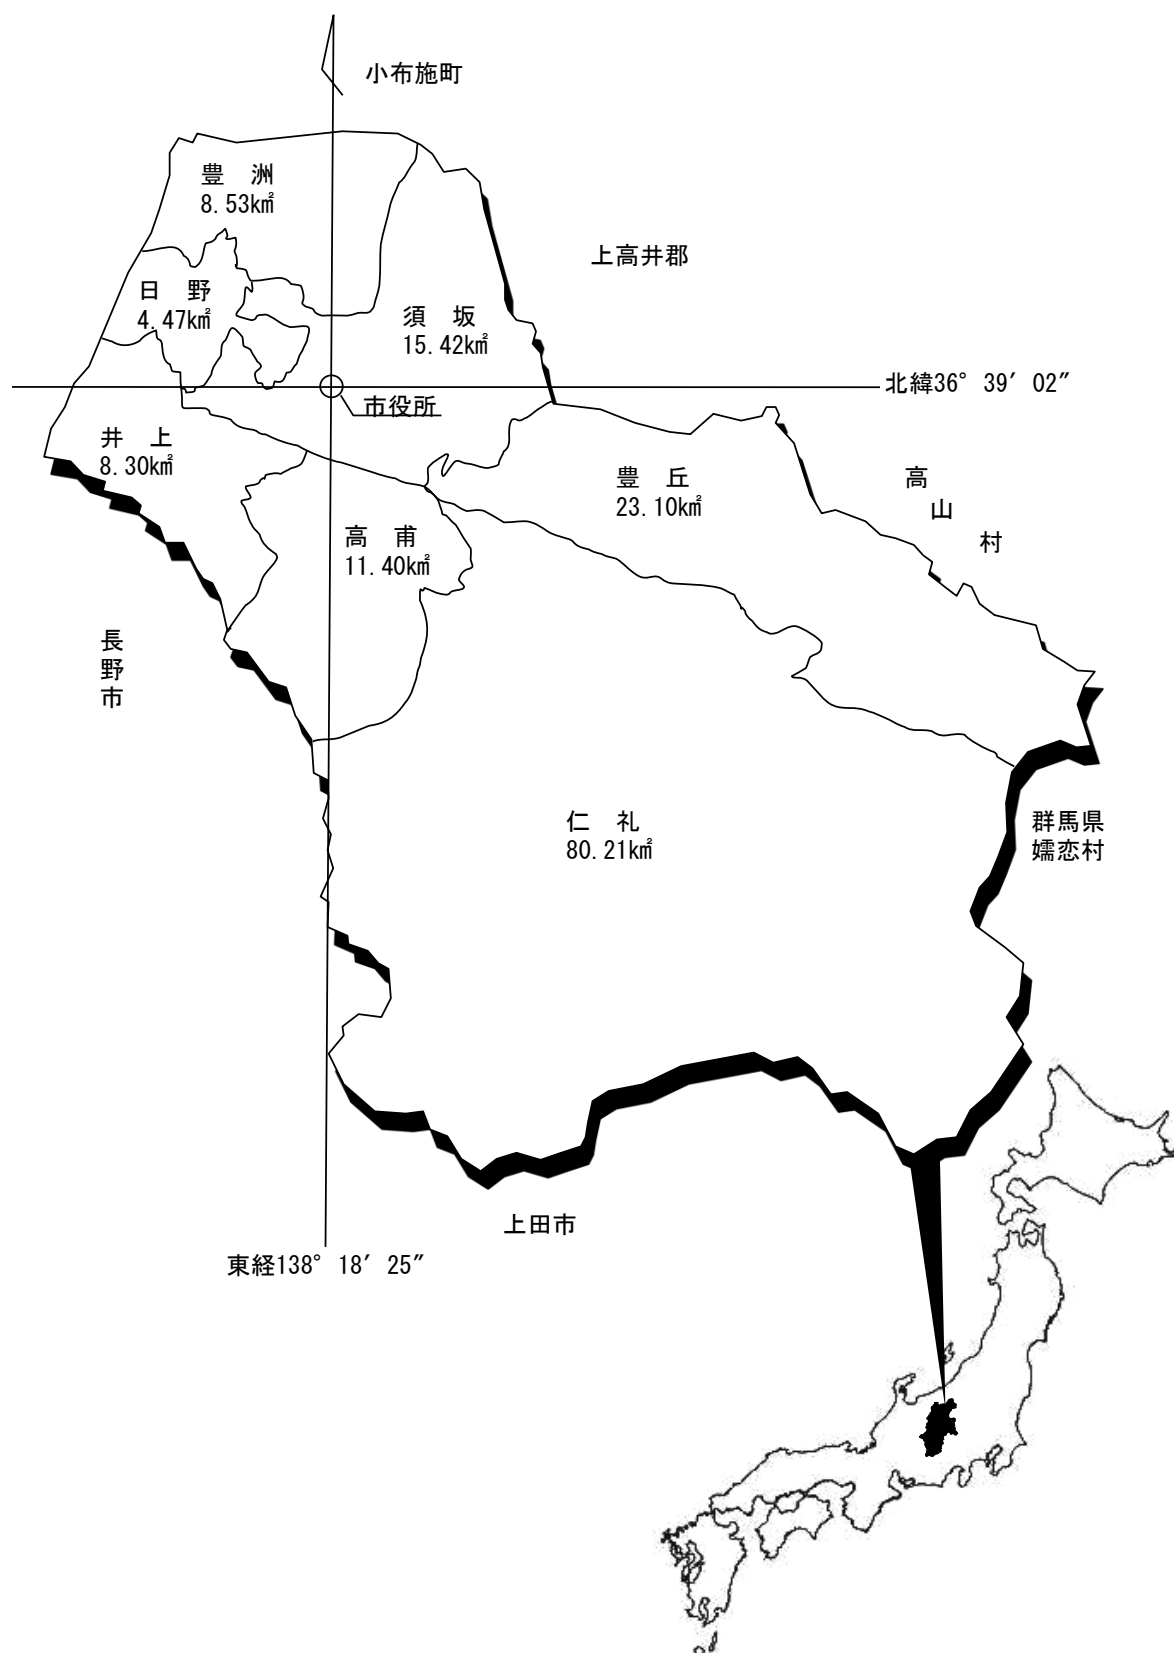 小布施町
豊 洲
8.53k㎡
上高井郡
日 野
4.47k㎡
須 坂
15.42k㎡
北緯36° 39′ 02″
市役所
井 上
8.30k㎡
豊 丘
23.10k㎡
高山村
高 甫
11.40k㎡
長野市
仁 礼
80.21k㎡
群馬県
嬬恋村
上田市
東経138° 18′ 25″